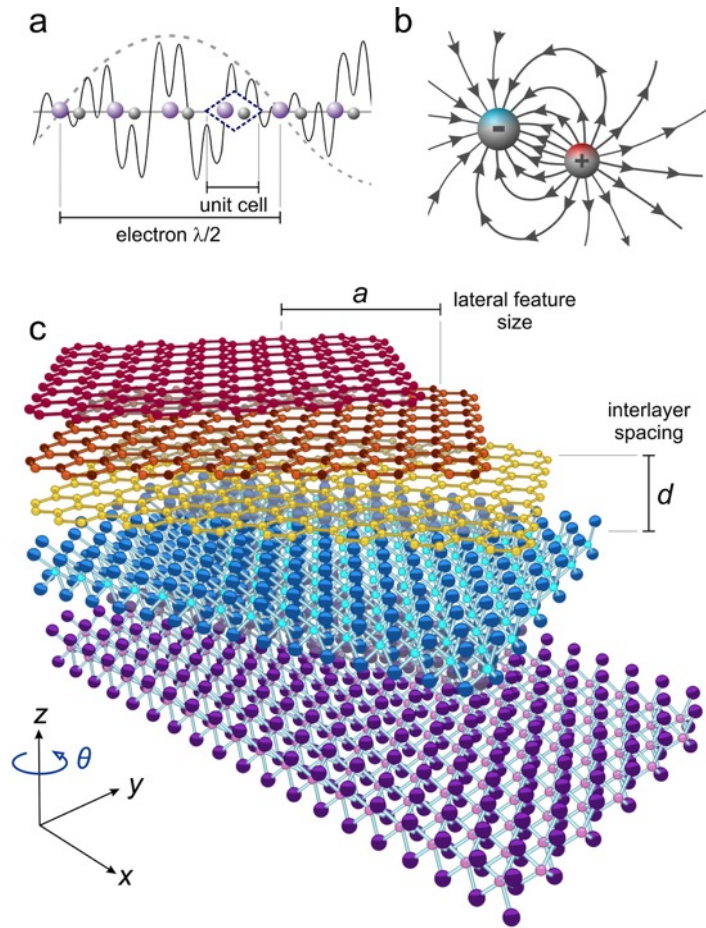 a
b
unit cell
electron λ/2
-
+
c
a
lateral feature
size
interlayer
spacing
d
z
θ
y
x